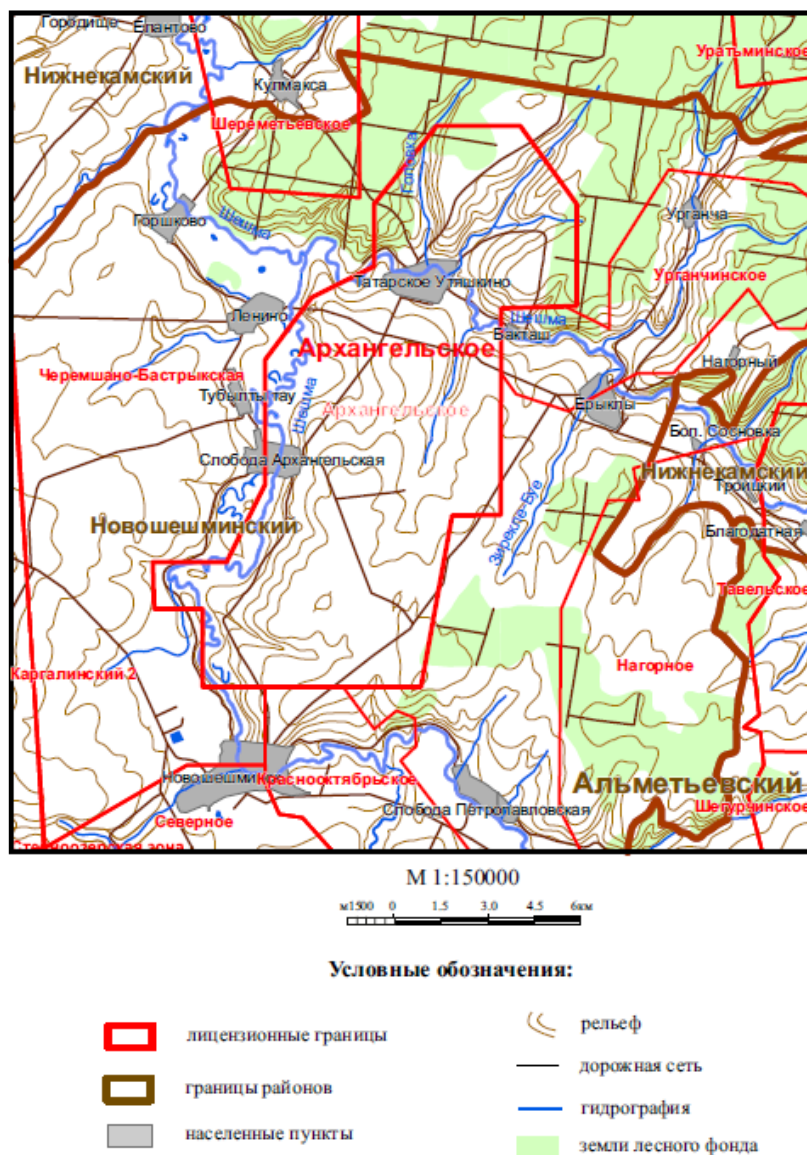 Городище
Елантово
Уратьминское
Нижнекамский
Кулмакса
Шереметьевское
Горшково
Шешма
Урганча
Татарское Утяшкино
Урганчинское
Ленино
Шешма
Бакташ
Архангельское
Нагорный
Черемшано-Бастрыкская
Тубылгы тау
Шешма
Архангельское
Ерыклы
Бол. Сосновка
Слобода Архангельская
Нижнекамский
Троицкий
Новошешминский
Зирекле-Буе
Благодатная
Тавельское
Каргалинский 2
Нагорное
Краснооктябрьское
Альметьевский
Слобода Петропавловская
Шегурчинское
Северное
М 1:150000
м1500 0 1.5 3.0 4.5 6км
Условные обозначения:
лицензионные границы
границы районов
населенные пункты
рельеф
дорожная сеть
гидрография
земли лесного фонда